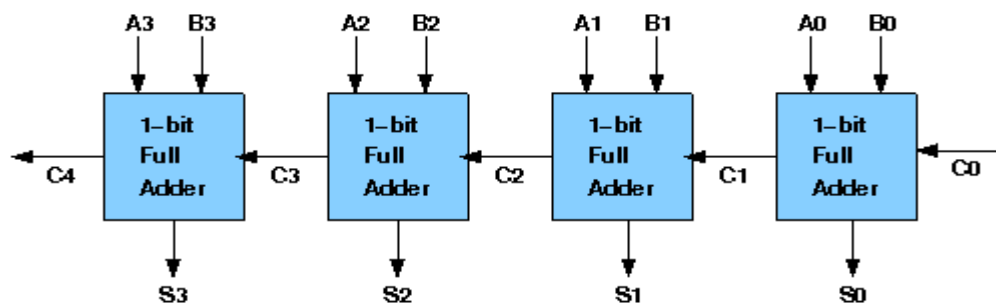 A3 B3 A2 B2 A1 B1 A0 B0
1-bit 1-bit 1-bit 1-bit
Full Full Full Full
C4 C3 C2 C1 C0
Adder Adder Adder Adder
S3 S2 S1 S0